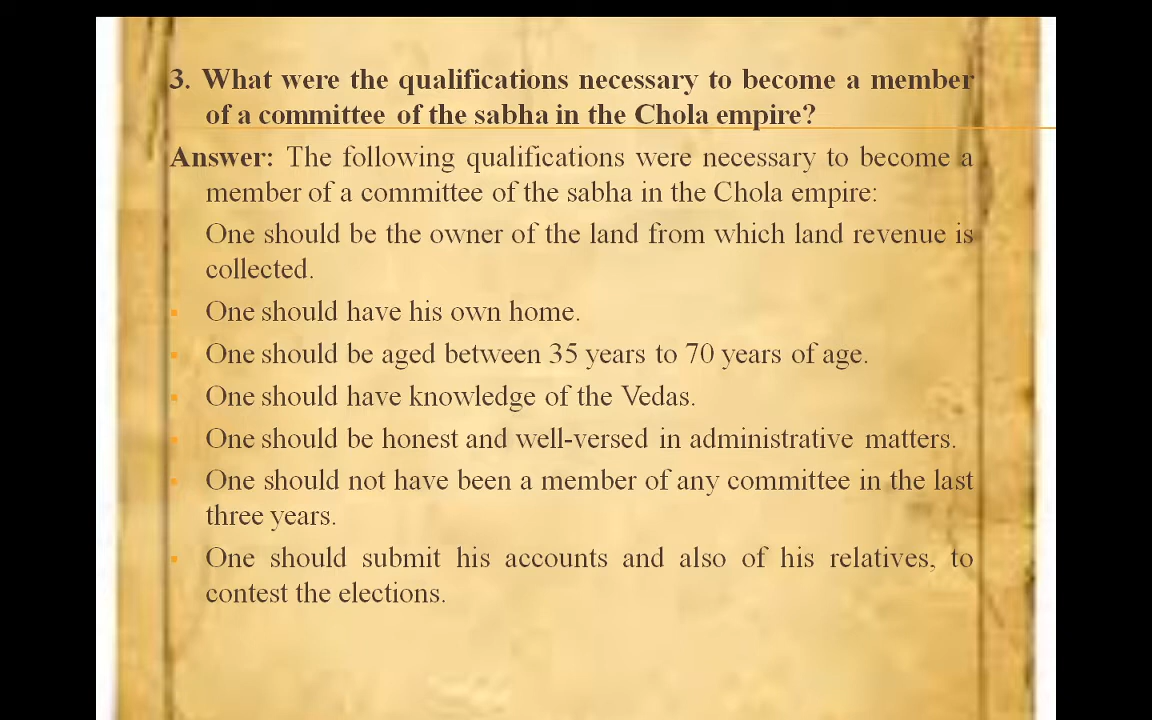 3. What were the qualifications necessary to become a member
of a committee of the sabha in the Chola empire?
Answer: The following qualifications were necessary to become a
member of a committee of the sabha in the Chola empire:
One should be the owner of the land from which land revenue is
collected.
▪ One should have his own home.
▪ One should be aged between 35 years to 70 years of age.
▪ One should have knowledge of the Vedas.
▪ One should be honest and well-versed in administrative matters.
▪ One should not have been a member of any committee in the last
three years.
▪ One should submit his accounts and also of his relatives, to
contest the elections.